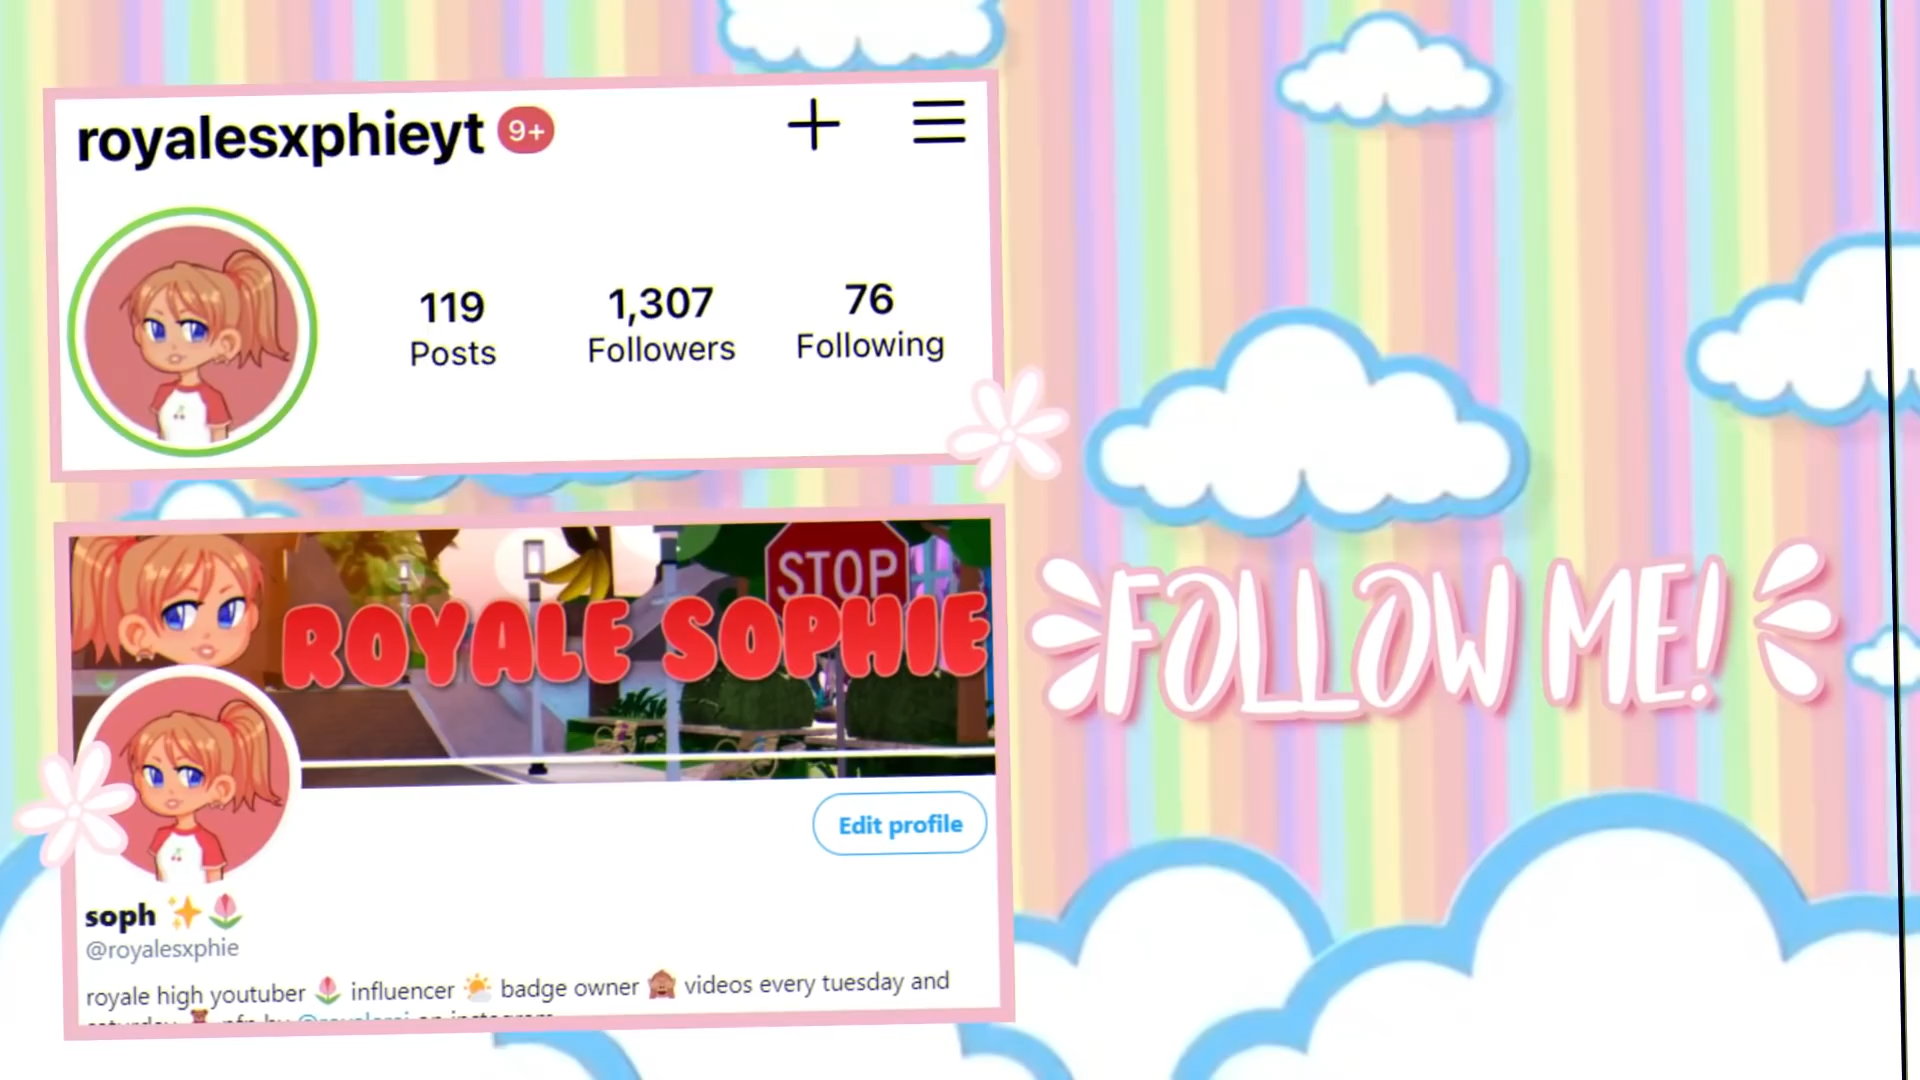 royalesxphieyt 9+
119 1,307 76
Posts Followers Following
STOP
ROYALE SOPHIE
FOLLOW ME!
Edit profile
soph
@royalesxphie
royale high youtuber influencer badge owner videos every tuesday and